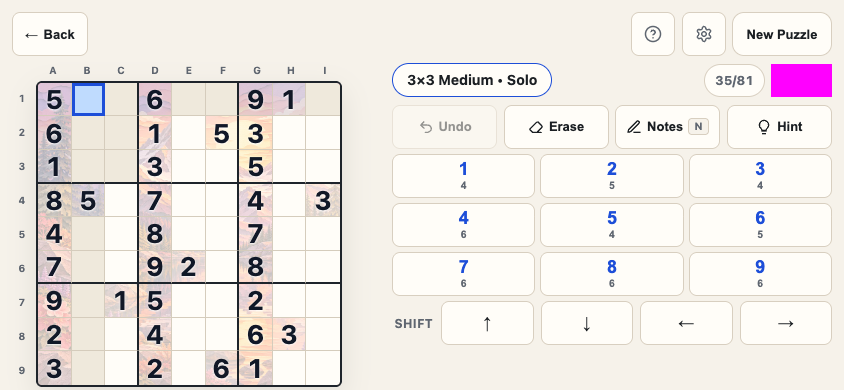 ← Back
New Puzzle
A B C D E F G H I
3×3 Medium • Solo
35/81
1 5 6 9 1
Undo
Erase
Notes N
Hint
2 6 1 5 3
3 1 3 5
4 8 5 7 4 3
5 4 8 7
6 7 9 2 8
7 9 1 5 2
8 2 4 6 3
9 3 2 6 1
1 2 3
4 5 4
4 5 6
6 4 5
7 8 9
6 6 6
SHIFT ↑ ↓ ← →